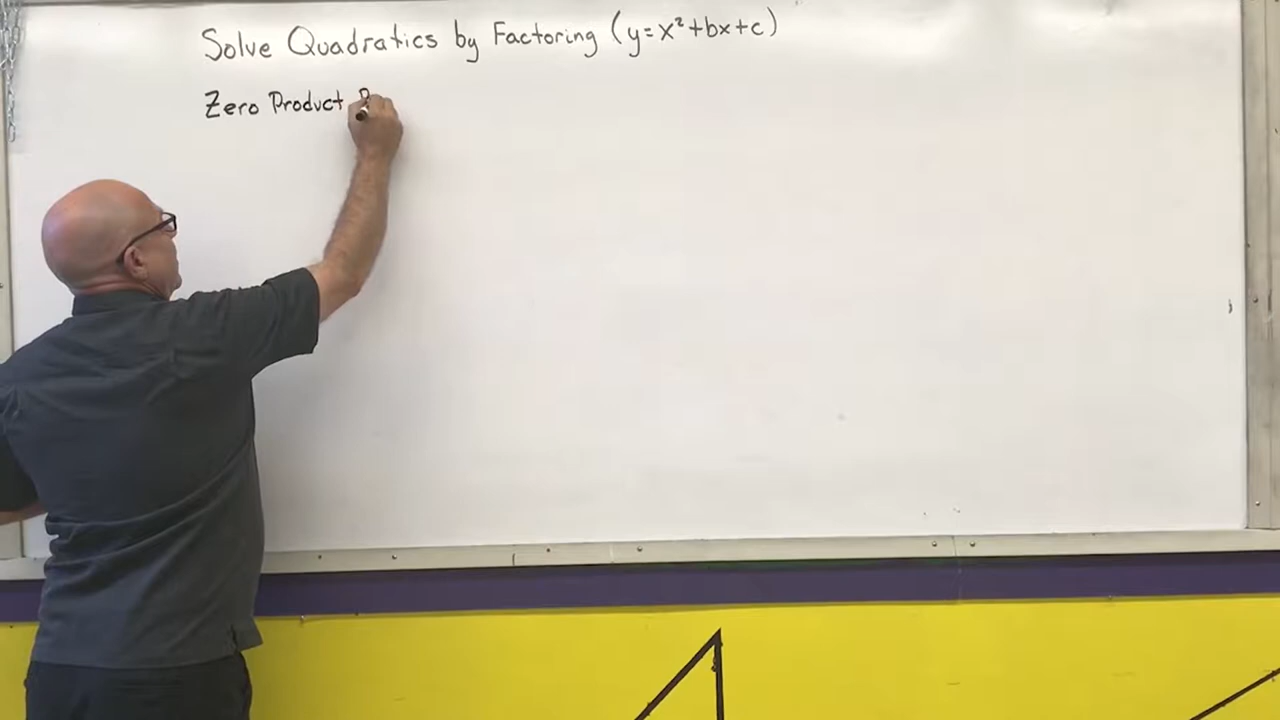 Solve Quadratics by Factoring (y=x²+bx+c)
Zero Product P